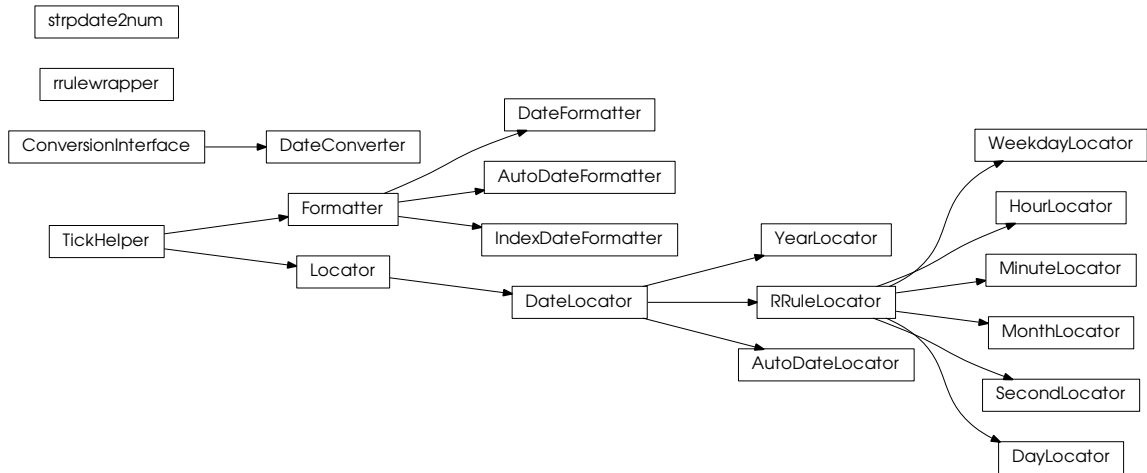 strpdate2num
rrulewrapper
ConversionInterface
DateConverter
TickHelper
Formatter
Locator
DateFormatter
AutoDateFormatter
IndexDateFormatter
DateLocator
YearLocator
RRuleLocator
AutoDateLocator
WeekdayLocator
HourLocator
MinuteLocator
MonthLocator
SecondLocator
DayLocator